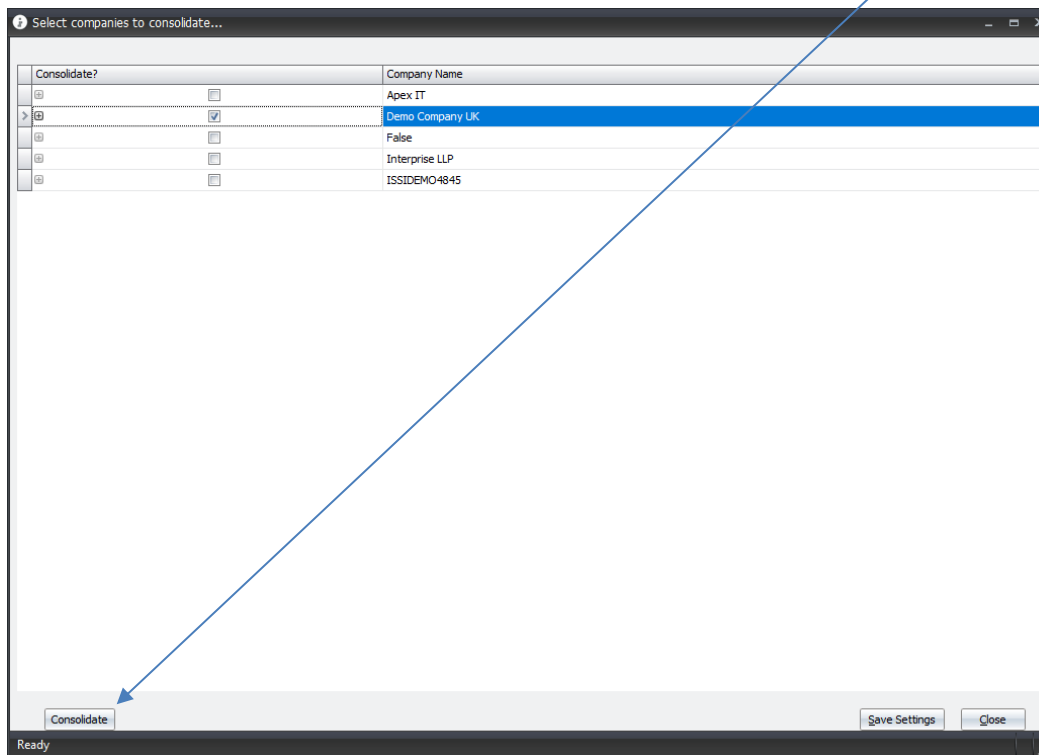 Select companies to consolidate...
Consolidate? Company Name
Apex IT
Demo Company UK
False
Interprise LLP
ISSIDEMO4845
Consolidate Save Settings Close
Ready